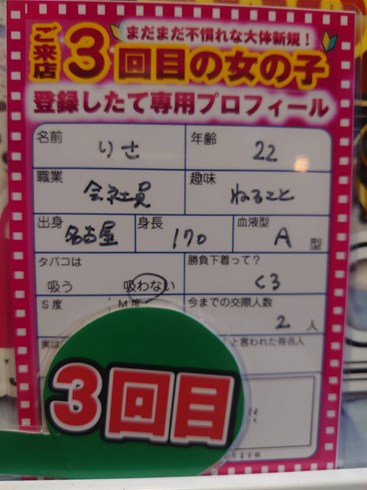 まだまだ不慣れな大体新規！
ご来店3回目の女の子
登録したて専用プロフィール
名前 りさ 年齢 22
職業 会社員 趣味 ねること
出身 名古屋 身長 170 血液型 A 型
タバコは 吸う 吸わない 勝負下着って？ くろ
S度 M度 今までの交際人数 2 人
実は と言われた有名人
3回目